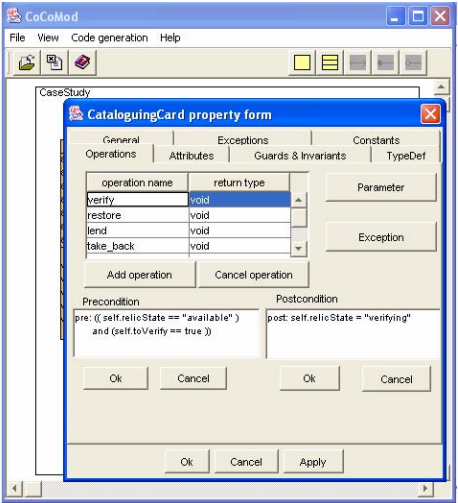 CoCoMod
File View Code generation Help
CaseStudy
CataloguingCard property form
General Exceptions Constants
Operations Attributes Guards & Invariants TypeDef
operation name return type
verify void
restore void
lend void
take_back void
Parameter
Exception
Add operation Cancel operation
Precondition Postcondition
pre: (( self.relicState == "available" ) post: self.relicState = "verifying"
and (self.toVerify == true ))
Ok Cancel Ok Cancel
Ok Cancel Apply